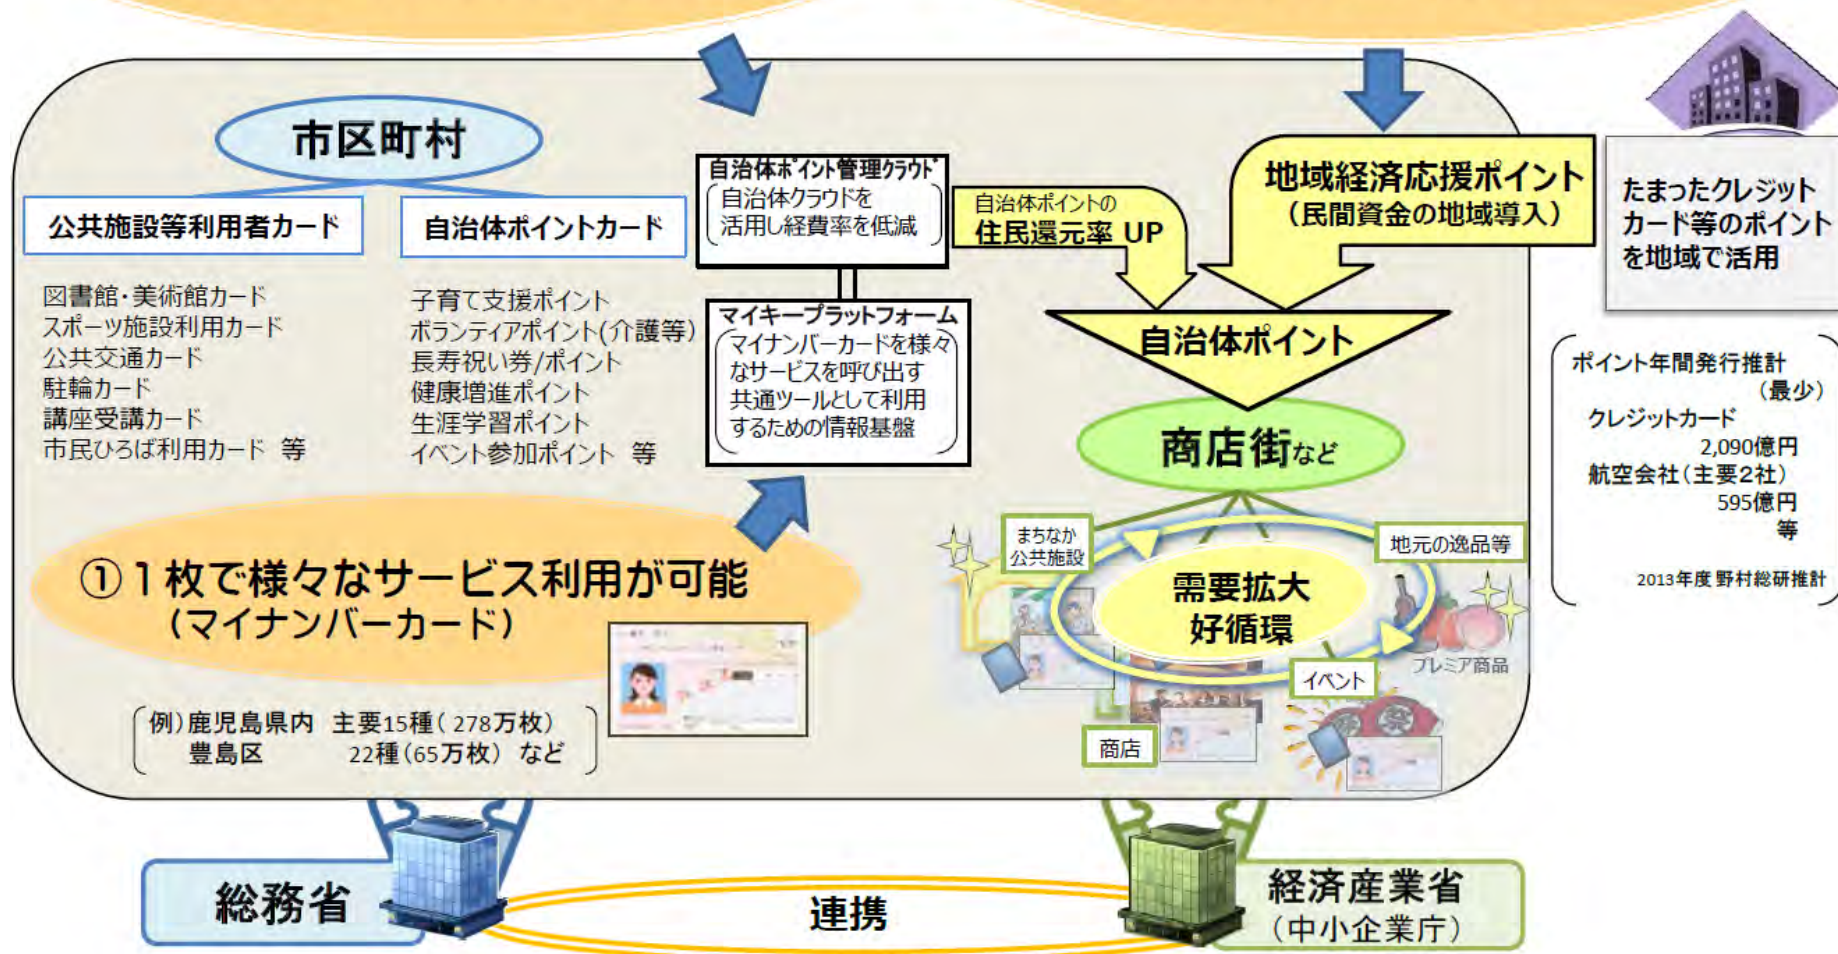 市区町村
公共施設等利用者カード
図書館・美術館カード
スポーツ施設利用カード
公共交通カード
駐輪カード
講座受講カード
市民ひろば利用カード 等
自治体ポイントカード
子育て支援ポイント
ボランティアポイント(介護等)
長寿祝い券/ポイント
健康増進ポイント
生涯学習ポイント
イベント参加ポイント 等
自治体ポイント管理クラウド
自治体クラウドを
活用し経費率を低減
マイキープラットフォーム
マイナンバーカードを様々
なサービスを呼び出す
共通ツールとして利用
するための情報基盤
自治体ポイントの
住民還元率 UP
地域経済応援ポイント
(民間資金の地域導入)
たまったクレジット
カード等のポイント
を地域で活用
自治体ポイント
商店街など
まちなか
公共施設
地元の逸品等
需要拡大
好循環
プレミア商品
イベント
祭
商店
ポイント年間発行推計
(最少)
クレジットカード
2,090億円
航空会社(主要2社)
595億円
等
2013年度 野村総研推計
①1枚で様々なサービス利用が可能
(マイナンバーカード)
例)鹿児島県内 主要15種(278万枚)
豊島区 22種(65万枚) など
総務省
連携
経済産業省
(中小企業庁)